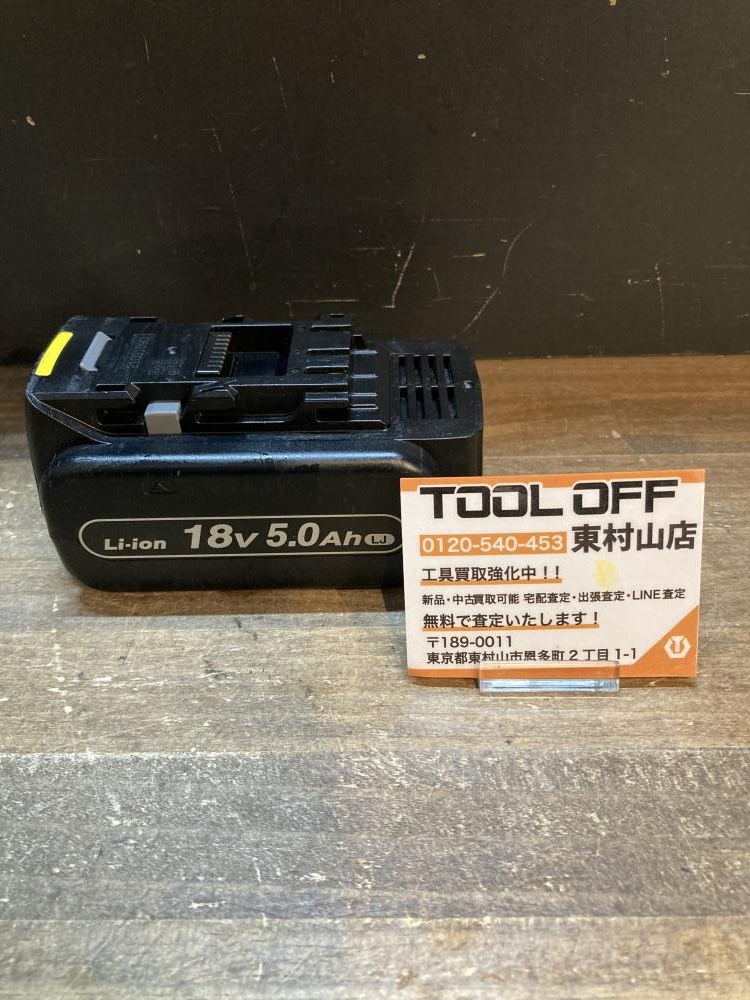 Li-ion 18V 5.0Ah LJ
TOOL OFF
0120-540-453 東村山店
工具買取強化中!!
新品・中古買取可能 宅配査定・出張査定・LINE査定
無料で査定いたします!
〒189-0011
東京都東村山市恩多町2丁目1-1